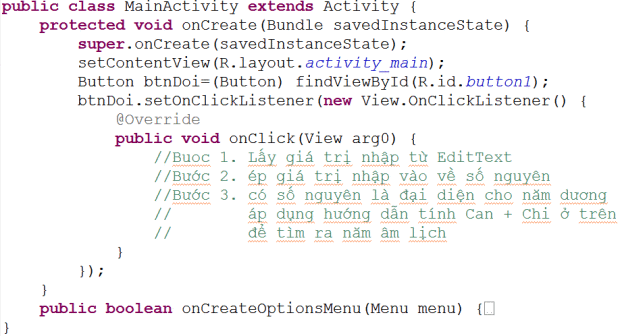 public class MainActivity extends Activity {
protected void onCreate(Bundle savedInstanceState) {
super.onCreate(savedInstanceState);
setContentView(R.layout.activity_main);
Button btnDoi=(Button) findViewById(R.id.button1);
btnDoi.setOnClickListener(new View.OnClickListener() {
@Override
public void onClick(View arg0) {
//Buoc 1. Lấy giá trị nhập từ EditText
//Bước 2. ép giá trị nhập vào về số nguyên
//Bước 3. có số nguyên là đại diện cho năm dương
// áp dụng hướng dẫn tính Can + Chi ở trên
// để tìm ra năm âm lịch
}
});
}
public boolean onCreateOptionsMenu(Menu menu) {
}